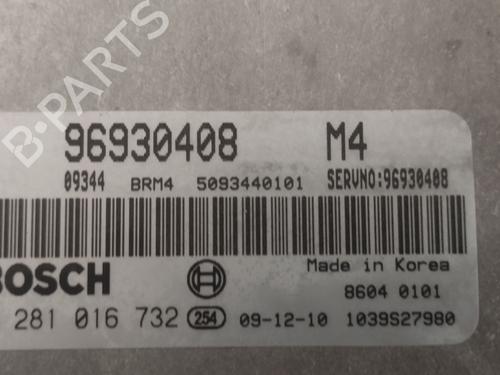 B-PARTS
96930408 M4
09344 BRM4 5093440101 SERVNO:96930408
BOSCH
Made in Korea
8604 0101
281 016 732 254 09-12-10 1039S27980